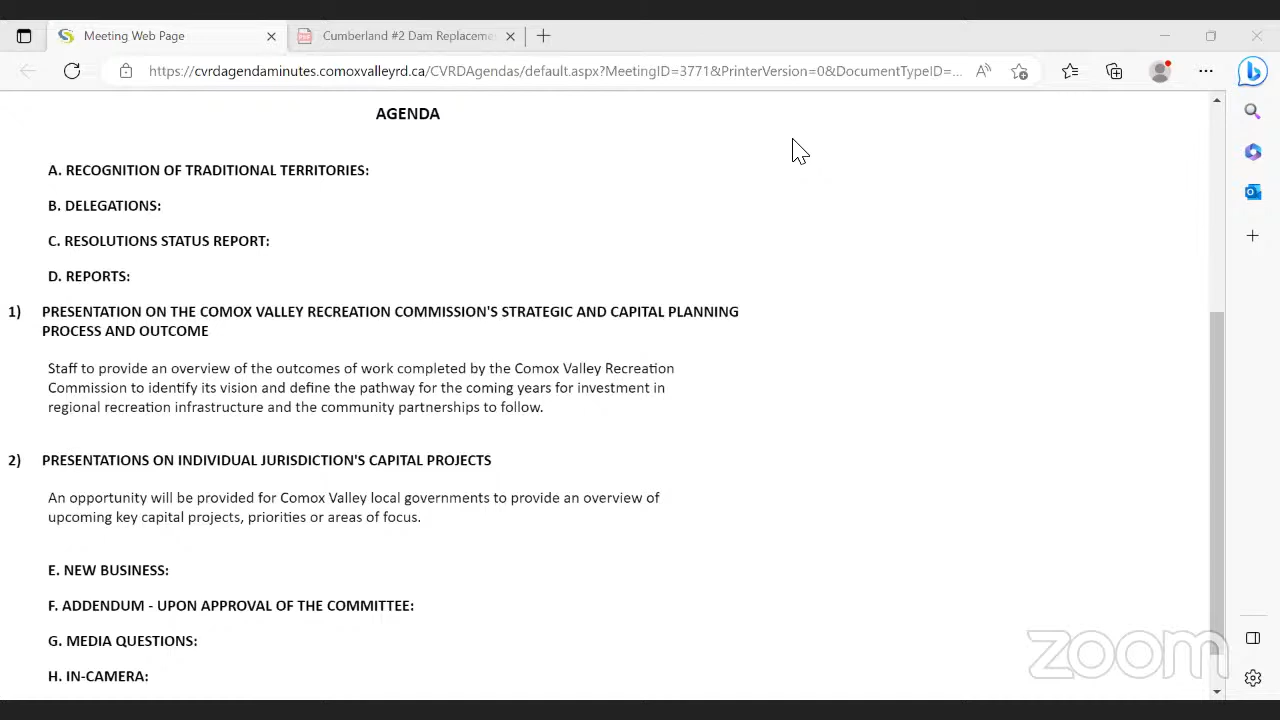 Meeting Web Page
Cumberland #2 Dam Replaceme
https://cvrdagendaminutes.comoxvalleyrd.ca/CVRDAgendas/default.aspx?MeetingID=3771&PrinterVersion=0&DocumentTypeID=...
AGENDA
A. RECOGNITION OF TRADITIONAL TERRITORIES:
B. DELEGATIONS:
C. RESOLUTIONS STATUS REPORT:
D. REPORTS:
1) PRESENTATION ON THE COMOX VALLEY RECREATION COMMISSION'S STRATEGIC AND CAPITAL PLANNING
PROCESS AND OUTCOME
Staff to provide an overview of the outcomes of work completed by the Comox Valley Recreation
Commission to identify its vision and define the pathway for the coming years for investment in
regional recreation infrastructure and the community partnerships to follow.
2) PRESENTATIONS ON INDIVIDUAL JURISDICTION'S CAPITAL PROJECTS
An opportunity will be provided for Comox Valley local governments to provide an overview of
upcoming key capital projects, priorities or areas of focus.
E. NEW BUSINESS:
F. ADDENDUM - UPON APPROVAL OF THE COMMITTEE:
G. MEDIA QUESTIONS:
H. IN-CAMERA:
zoom